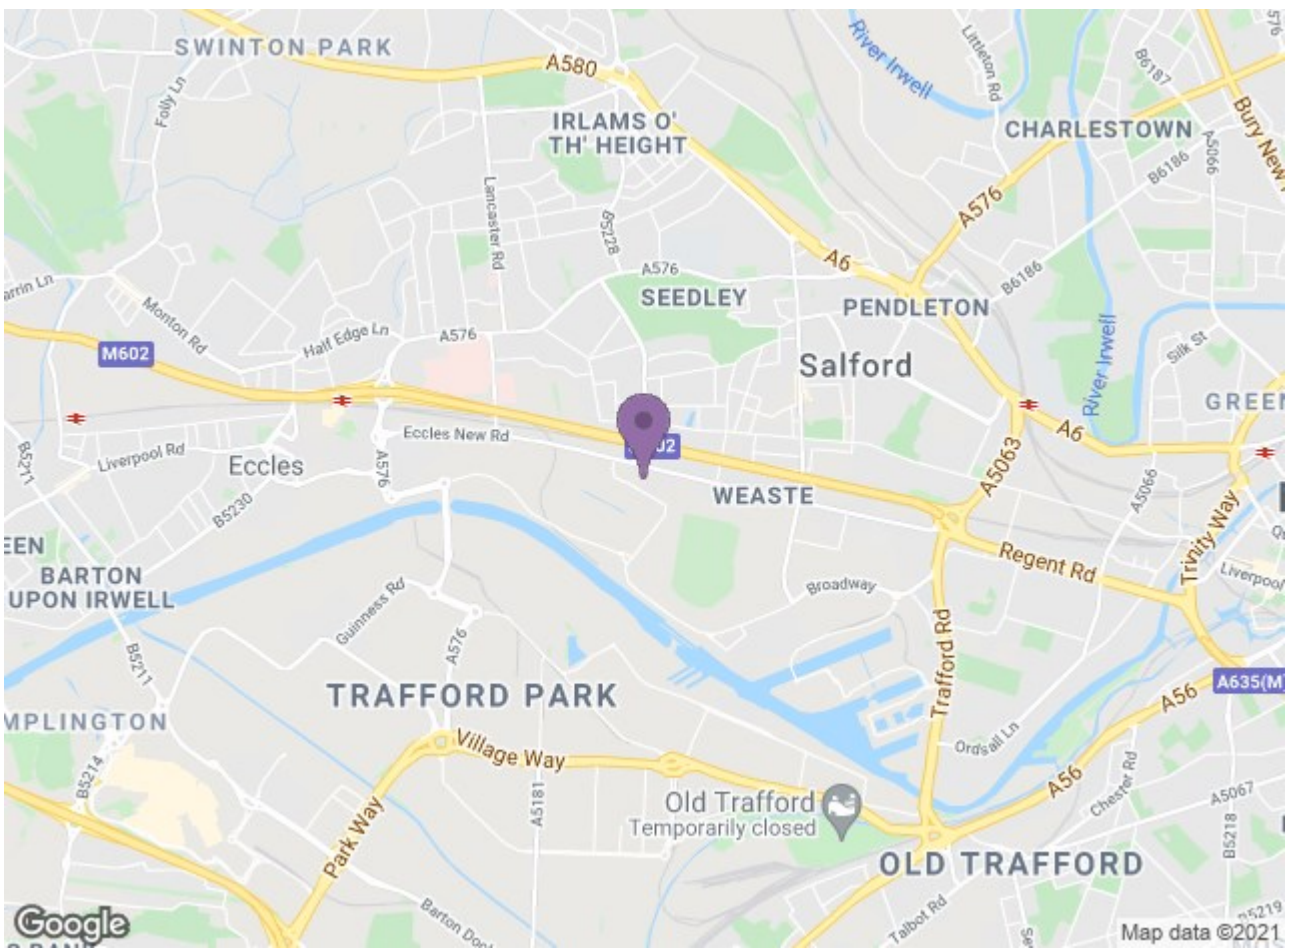 SWINTON PARK
A580
River Irwell
Littleton Rd
B6187
576
Folly Ln
IRLAMS O'
TH' HEIGHT
CHARLESTOWN
A5066
Bury New
B6186
Lancaster Rd
B5228
A576
A6
A576
B6186
SEEDLEY
PENDLETON
Monton Rd
Half Edge Ln
A576
M602
Salford
River Irwell
Silk St
GREEN
Eccles New Rd
A6
Liverpool Rd
Eccles
B5211
A576
A5063
WEASTE
A5066
B5230
Trinity Way
EEN
BARTON
UPON IRWELL
Regent Rd
Liverpool
Guinness Rd
Broadway
A576
B5211
Trafford Rd
TRAFFORD PARK
A635(M)
A56
MPLINGTON
Village Way
Ordsall Ln
B5214
A5181
A56
Chester Rd
A5067
Park Way
Old Trafford
Temporarily closed
B5218
OLD TRAFFORD
Talbot Rd
Barton Doc
B5219
Google
Map data ©2021